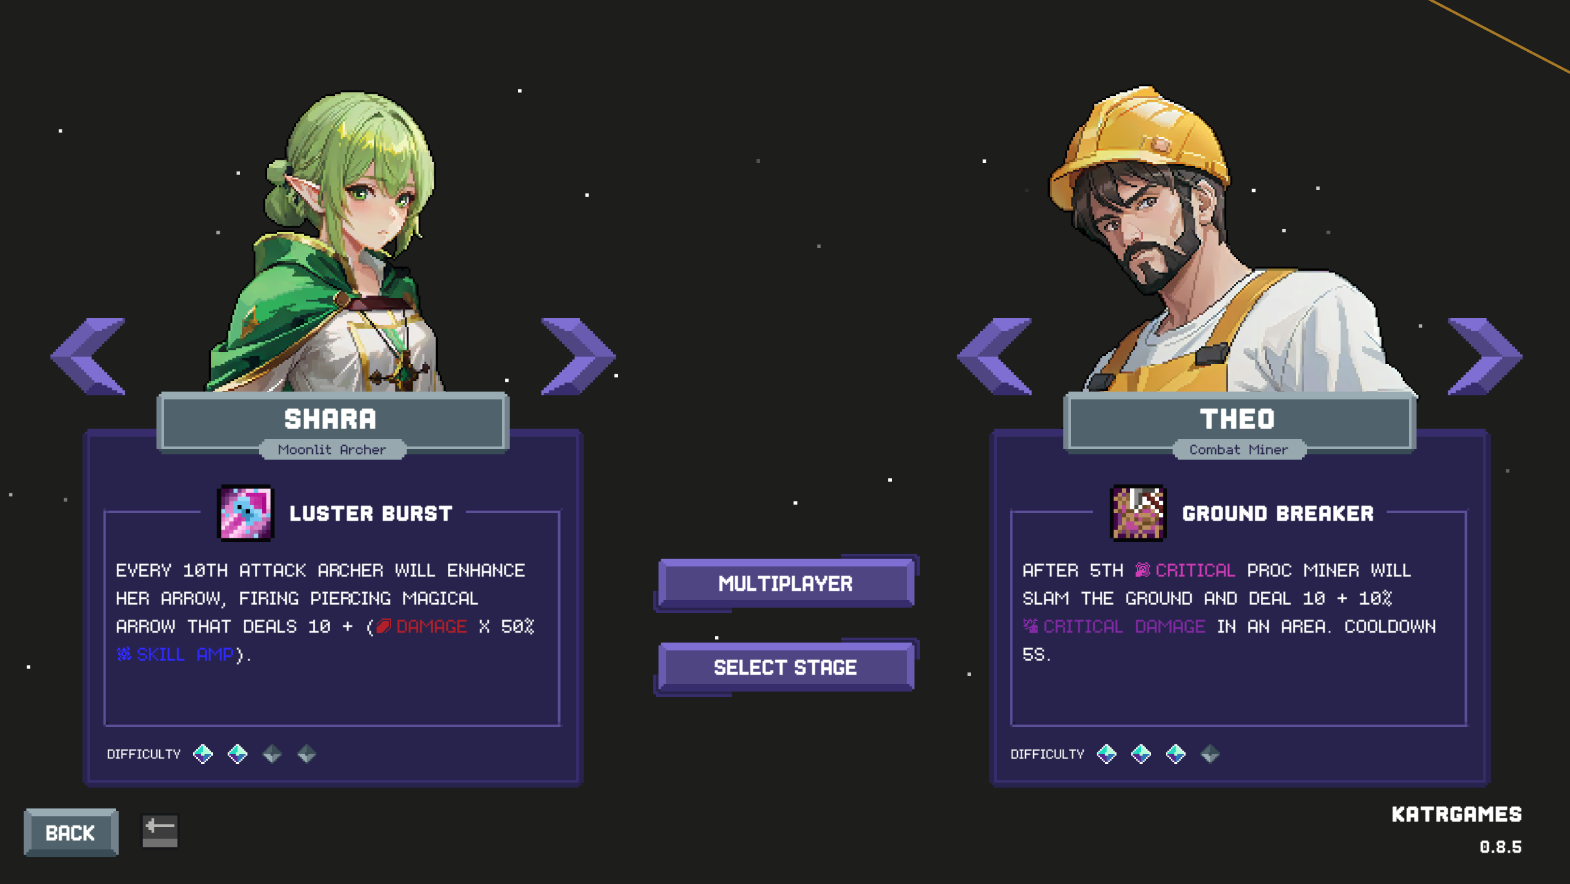 SHARA
Moonlit Archer
LUSTER BURST
EVERY 10TH ATTACK ARCHER WILL ENHANCE
HER ARROW, FIRING PIERCING MAGICAL
ARROW THAT DEALS 10 + (DAMAGE X 50%
SKILL AMP).
DIFFICULTY
MULTIPLAYER
SELECT STAGE
THEO
Combat Miner
GROUND BREAKER
AFTER 5TH CRITICAL PROC MINER WILL
SLAM THE GROUND AND DEAL 10 + 10%
CRITICAL DAMAGE IN AN AREA. COOLDOWN
5S.
DIFFICULTY
BACK
KATRGAMES
0.8.5